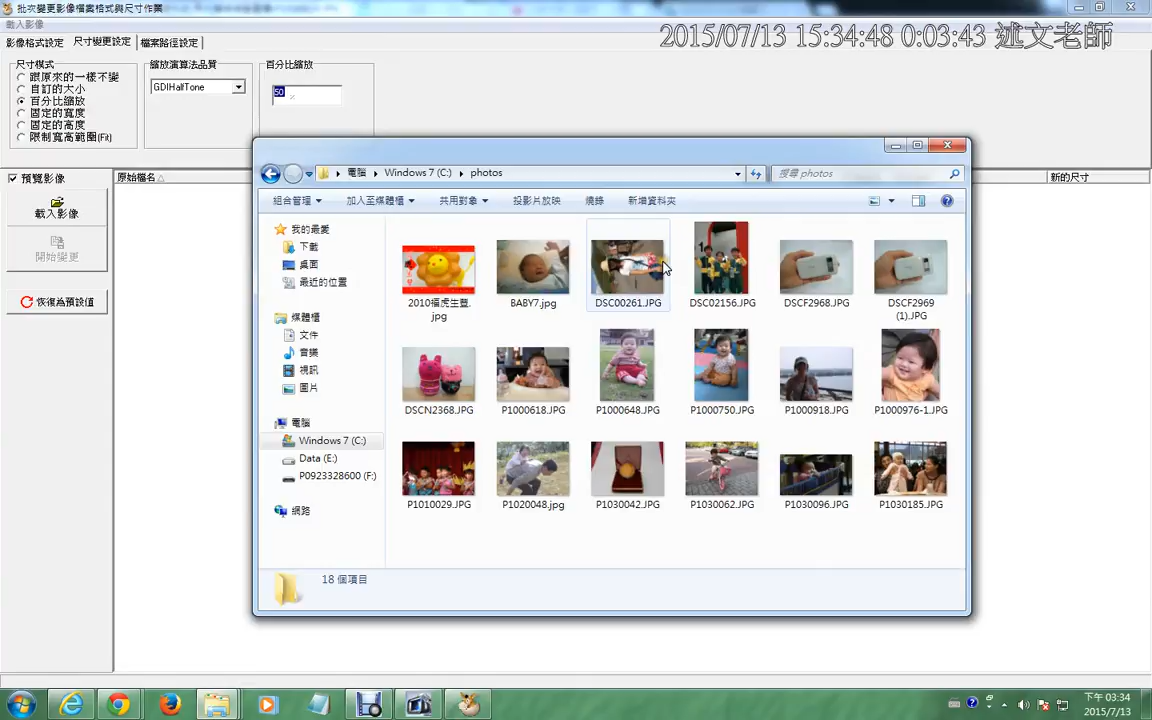 批次變更影像檔案格式與尺寸作業
載入影像
影像格式設定 尺寸變更設定 檔案路徑設定
2015/07/13 15:34:48 0:03:43 述文老師
尺寸模式
跟原來的一樣不變
自訂的大小
百分比縮放
固定的寬度
固定的高度
限制寬高範圍(Fit)
縮放演算法品質
GDIHalfTone
百分比縮放
50
%
預覽影像
原始檔名
新的尺寸
載入影像
開始變更
恢復為預設值
電腦 Windows 7 (C:) photos
搜尋 photos
組合管理 加入至媒體櫃 共用對象 投影片放映 燒錄 新增資料夾
我的最愛
下載
桌面
最近的位置
媒體櫃
文件
音樂
視訊
圖片
電腦
Windows 7 (C:)
Data (E:)
P0923328600 (F:)
網路
2010福虎生豐.jpg
BABY7.jpg
DSC00261.JPG
DSC02156.JPG
DSCF2968.JPG
DSCF2969 (1).JPG
DSCN2368.JPG
P1000618.JPG
P1000648.JPG
P1000750.JPG
P1000918.JPG
P1000976-1.JPG
P1010029.JPG
P1020048.jpg
P1030042.JPG
P1030062.JPG
P1030096.JPG
P1030185.JPG
18 個項目
下午 03:34
2015/7/13